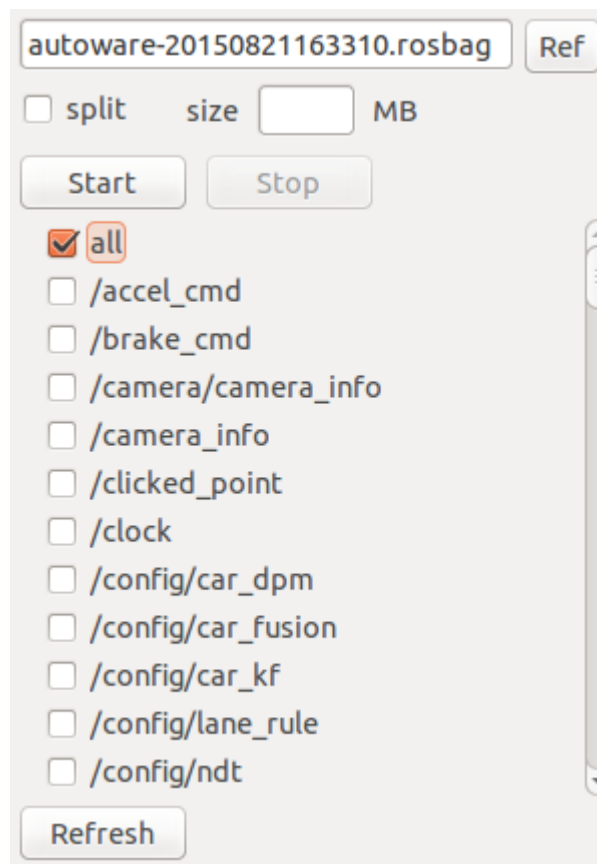 autoware-20150821163310.rosbag Ref
split size MB
Start Stop
all
/accel_cmd
/brake_cmd
/camera/camera_info
/camera_info
/clicked_point
/clock
/config/car_dpm
/config/car_fusion
/config/car_kf
/config/lane_rule
/config/ndt
Refresh